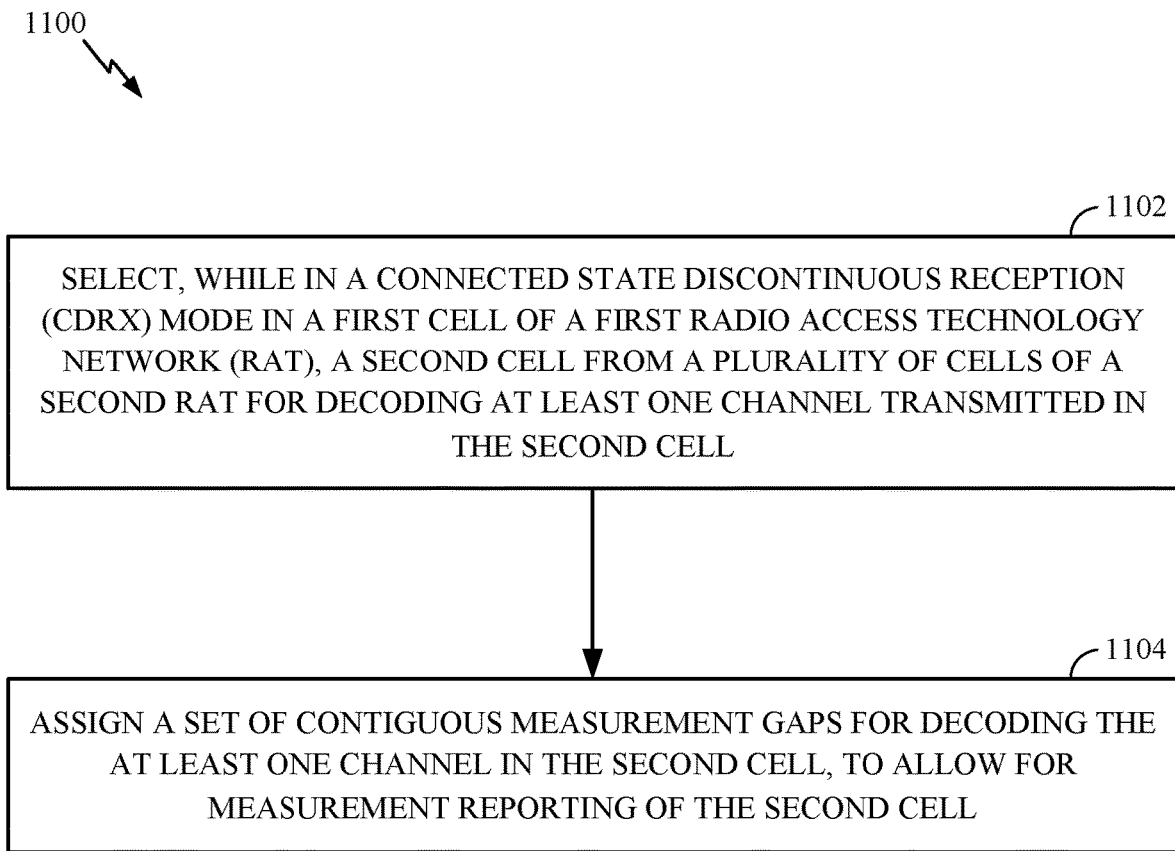 1100
1102
SELECT, WHILE IN A CONNECTED STATE DISCONTINUOUS RECEPTION
(CDRX) MODE IN A FIRST CELL OF A FIRST RADIO ACCESS TECHNOLOGY
NETWORK (RAT), A SECOND CELL FROM A PLURALITY OF CELLS OF A
SECOND RAT FOR DECODING AT LEAST ONE CHANNEL TRANSMITTED IN
THE SECOND CELL
1104
ASSIGN A SET OF CONTIGUOUS MEASUREMENT GAPS FOR DECODING THE
AT LEAST ONE CHANNEL IN THE SECOND CELL, TO ALLOW FOR
MEASUREMENT REPORTING OF THE SECOND CELL